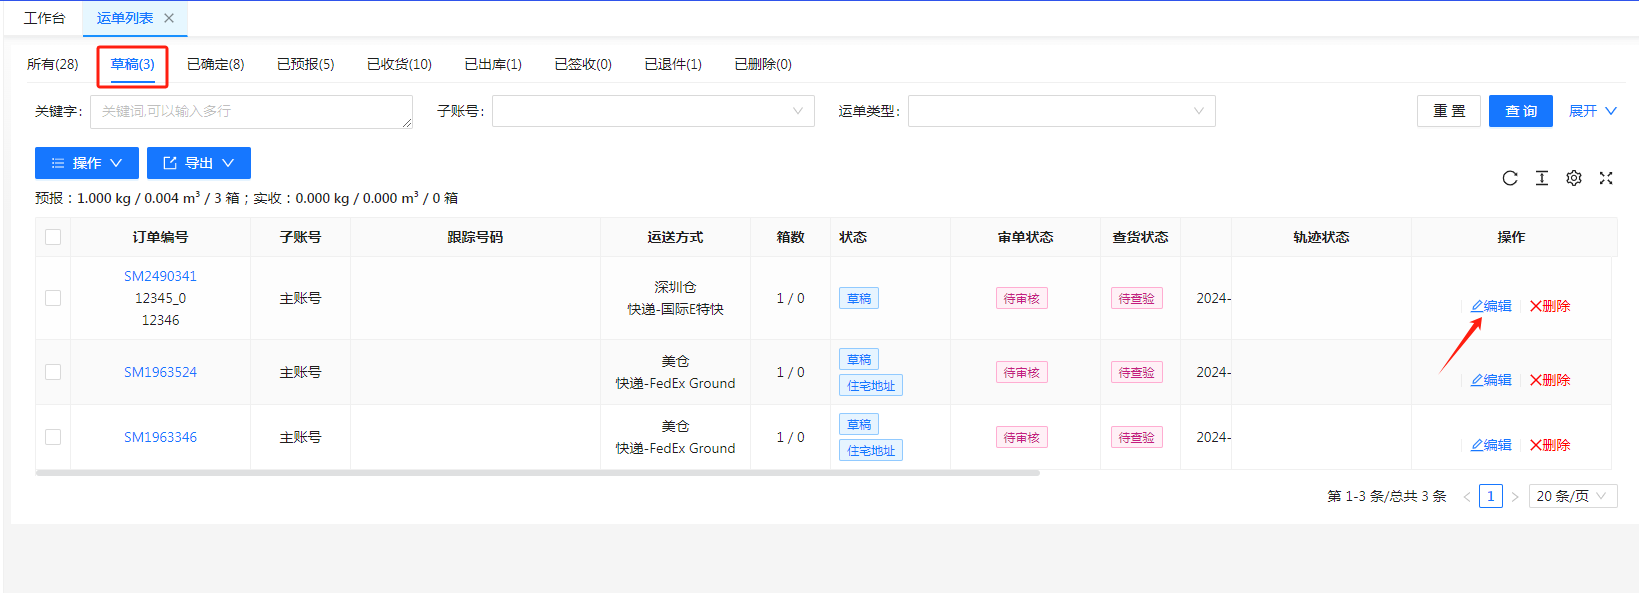 工作台 运单列表
所有(28) 草稿(3) 已确定(8) 已预报(5) 已收货(10) 已出库(1) 已签收(0) 已退件(1) 已删除(0)
关键字: 关键词,可以输入多行 子账号: 运单类型: 重 置 查 询 展开
操作 导出
预报：1.000 kg / 0.004 m³ / 3 箱；实收：0.000 kg / 0.000 m³ / 0 箱
订单编号 子账号 跟踪号码 运送方式 箱数 状态 审单状态 查货状态 轨迹状态 操作
SM2490341
12345_0
12346
主账号
深圳仓
快递-国际E特快
1 / 0 草稿 待审核 待查验 2024- 编辑 删除
SM1963524 主账号
美仓
快递-FedEx Ground
1 / 0
草稿
住宅地址
待审核 待查验 2024- 编辑 删除
SM1963346 主账号
美仓
快递-FedEx Ground
1 / 0
草稿
住宅地址
待审核 待查验 2024- 编辑 删除
第 1-3 条/总共 3 条 1 20 条/页